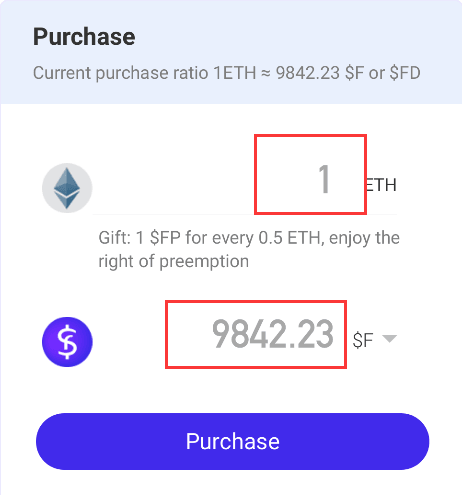 Purchase
Current purchase ratio 1ETH ≈ 9842.23 $F or $FD
1 ETH
Gift: 1 $FP for every 0.5 ETH, enjoy the
right of preemption
9842.23 $F
Purchase